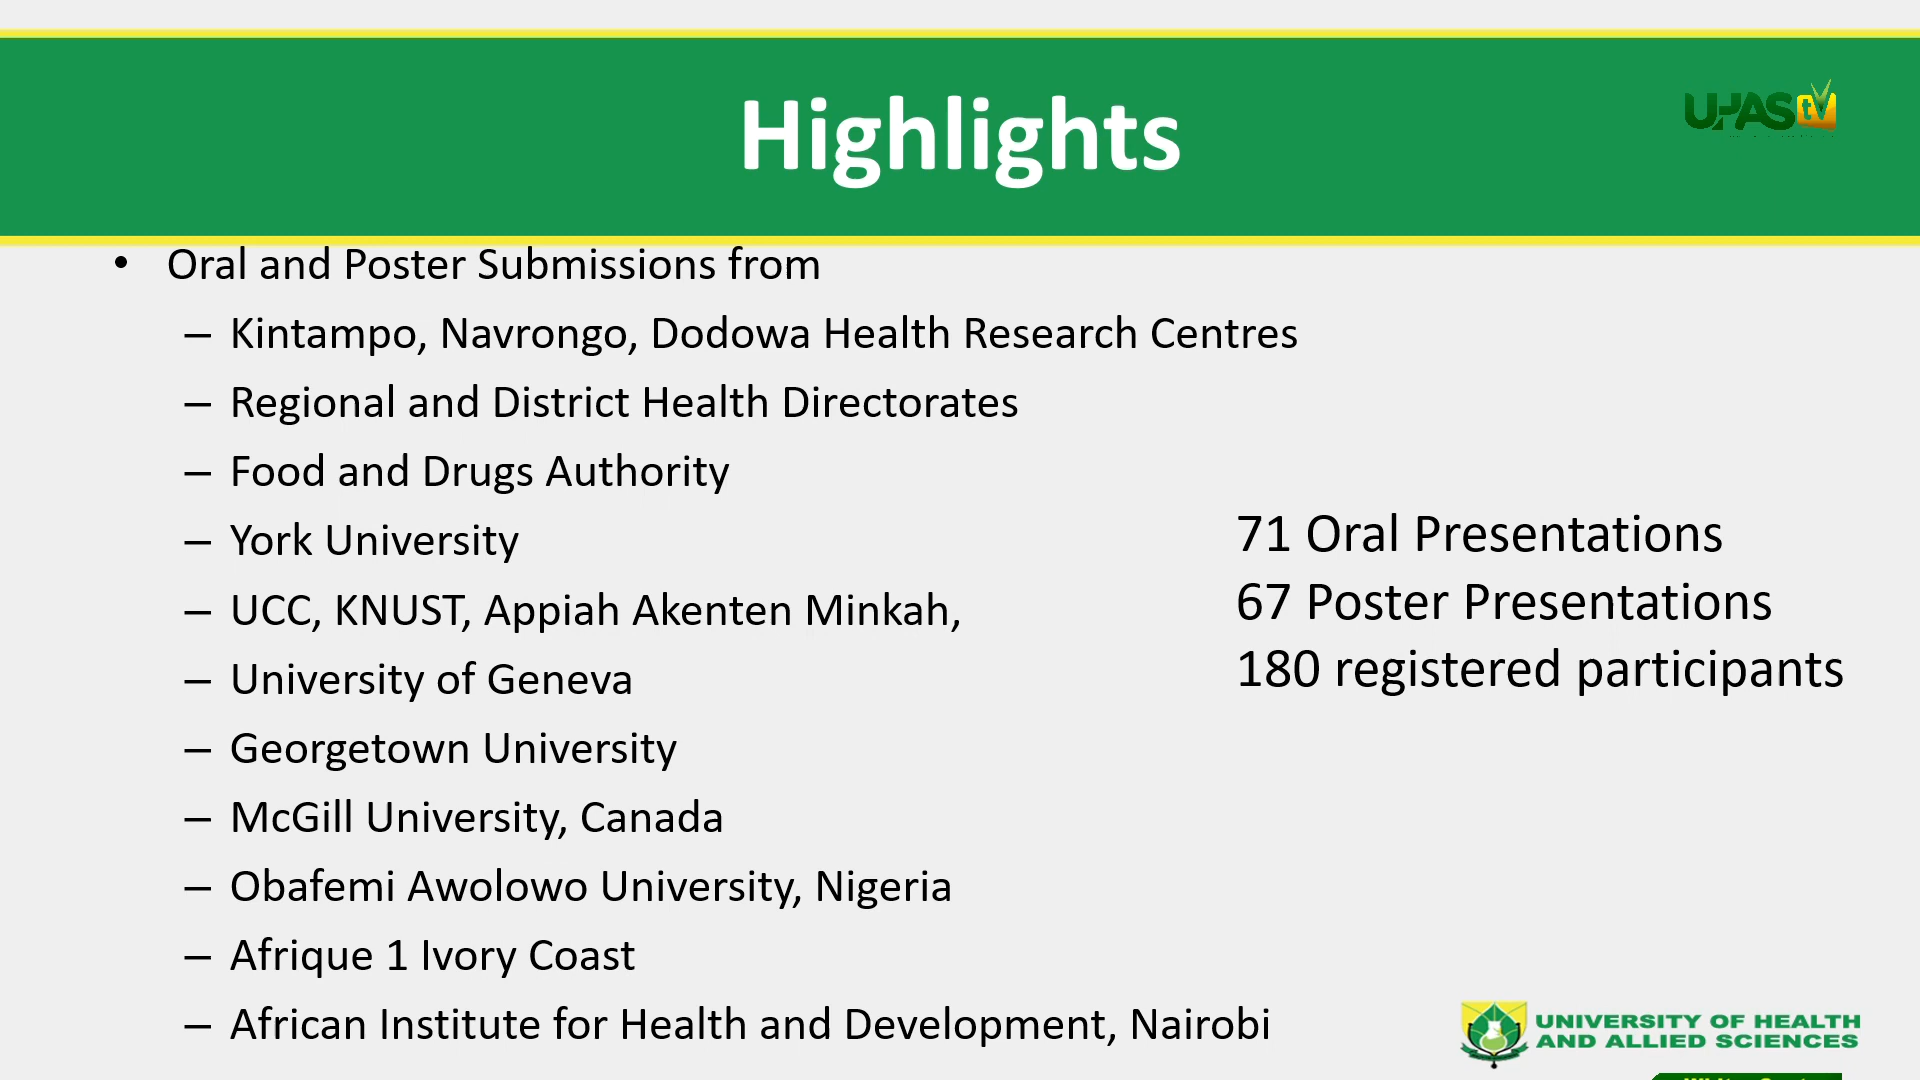 Highlights
UHAS tv
• Oral and Poster Submissions from
– Kintampo, Navrongo, Dodowa Health Research Centres
– Regional and District Health Directorates
– Food and Drugs Authority
– York University
– UCC, KNUST, Appiah Akenten Minkah,
– University of Geneva
– Georgetown University
– McGill University, Canada
– Obafemi Awolowo University, Nigeria
– Afrique 1 Ivory Coast
– African Institute for Health and Development, Nairobi
71 Oral Presentations
67 Poster Presentations
180 registered participants
UNIVERSITY OF HEALTH
AND ALLIED SCIENCES